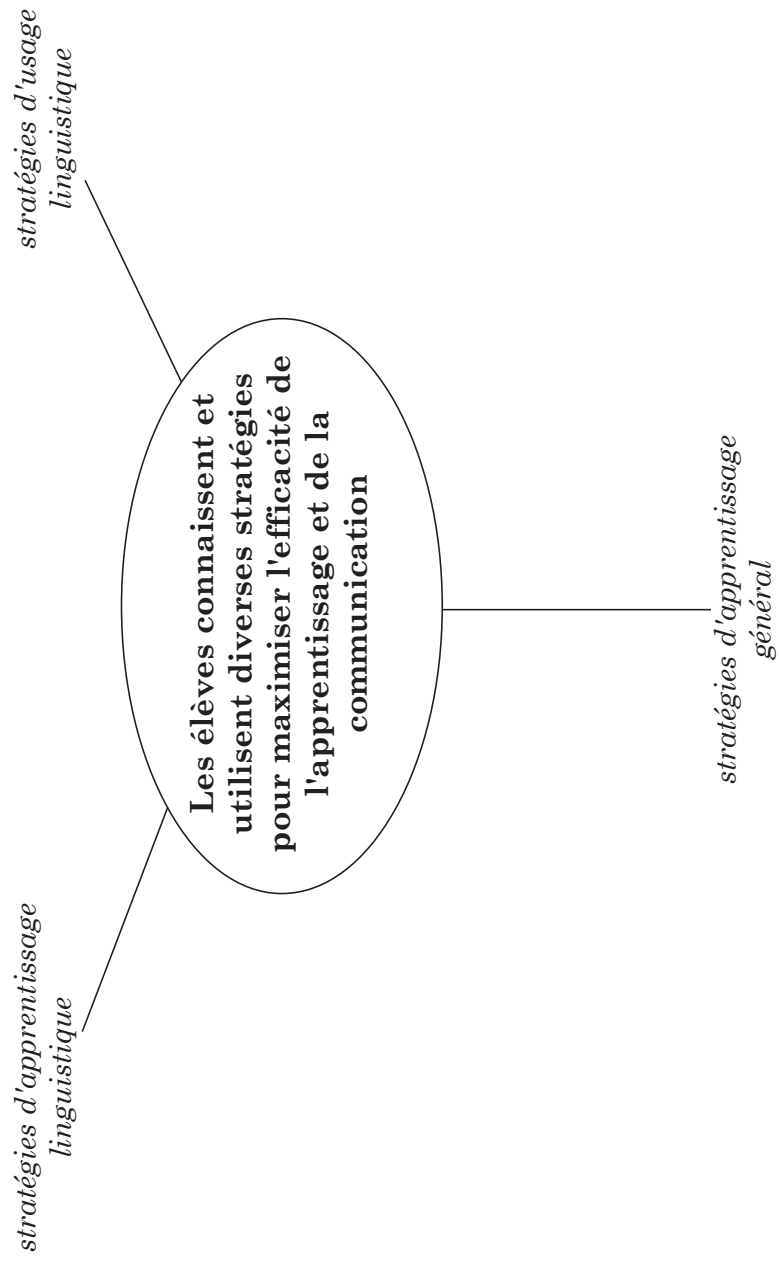 stratégies d'apprentissage
linguistique
stratégies d'usage
linguistique
Les élèves connaissent et
utilisent diverses stratégies
pour maximiser l'efficacité de
l'apprentissage et de la
communication
stratégies d'apprentissage
général